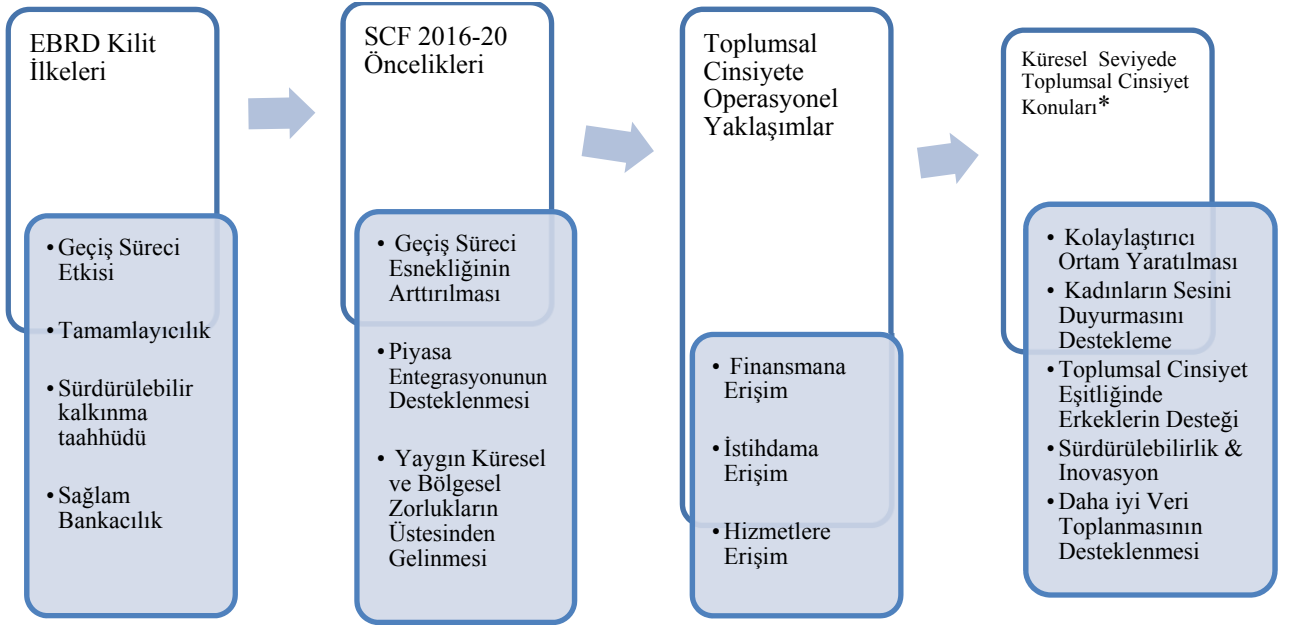 EBRD Kilit
İlkeleri
•Geçiş Süreci
Etkisi
•Tamamlayıcılık
•Sürdürülebilir
kalkınma
taahhüdü
•Sağlam
Bankacılık
SCF 2016-20
Öncelikleri
• Geçiş Süreci
Esnekliğinin
Arttırılması
•Piyasa
Entegrasyonunun
Desteklenmesi
• Yaygın Küresel
ve Bölgesel
Zorlukların
Üstesinden
Gelinmesi
Toplumsal
Cinsiyete
Operasyonel
Yaklaşımlar
• Finansmana
Erişim
•İstihdama
Erişim
•Hizmetlere
Erişim
Küresel Seviyede
Toplumsal Cinsiyet
Konuları*
• Kolaylaştırıcı
Ortam Yaratılması
• Kadınların Sesini
Duyurmasını
Destekleme
•Toplumsal Cinsiyet
Eşitliğinde
Erkeklerin Desteği
•Sürdürülebilirlik &
Inovasyon
•Daha iyi Veri
Toplanmasının
Desteklenmesi